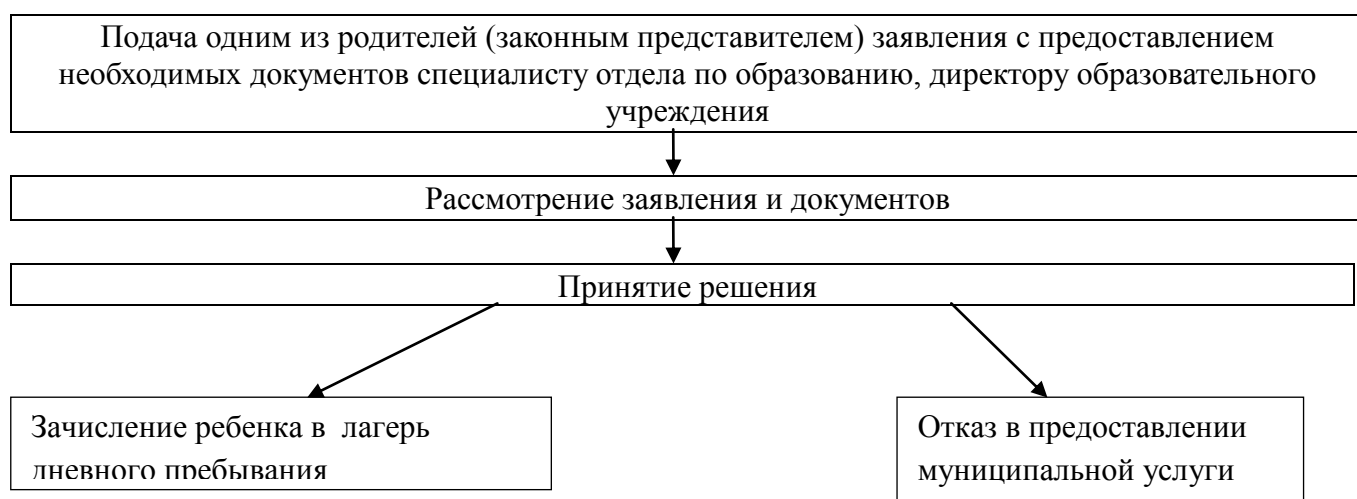 Подача одним из родителей (законным представителем) заявления с предоставлением
необходимых документов специалисту отдела по образованию, директору образовательного
учреждения
Рассмотрение заявления и документов
Принятие решения
Зачисление ребенка в лагерь
дневного пребывания
Отказ в предоставлении
муниципальной услуги